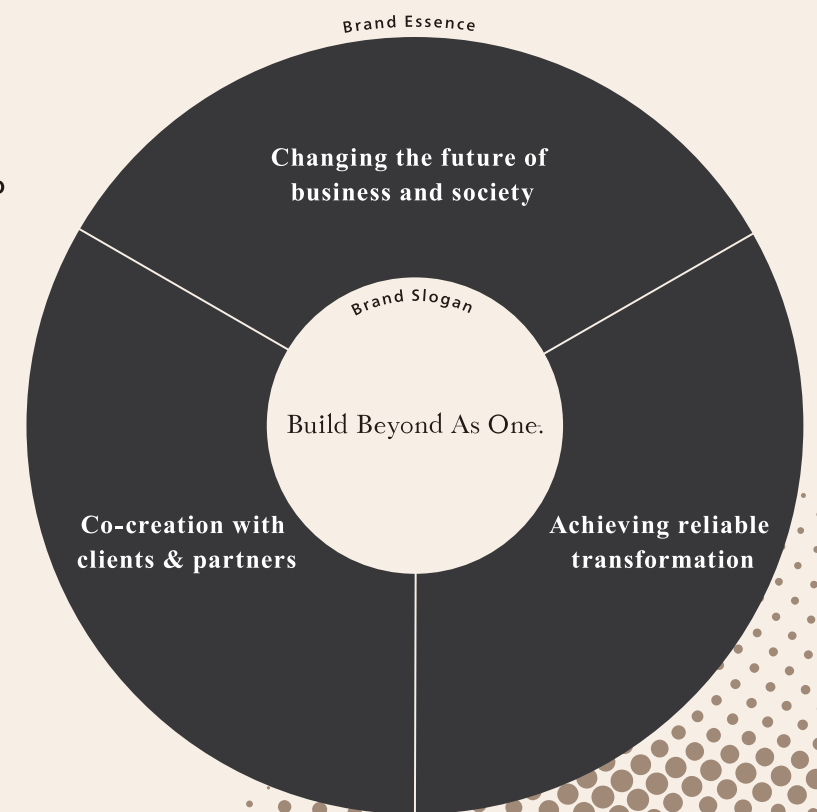 Brand Essence
Changing the future of
business and society
Brand Slogan
Build Beyond As One.
Co-creation with
clients & partners
Achieving reliable
transformation